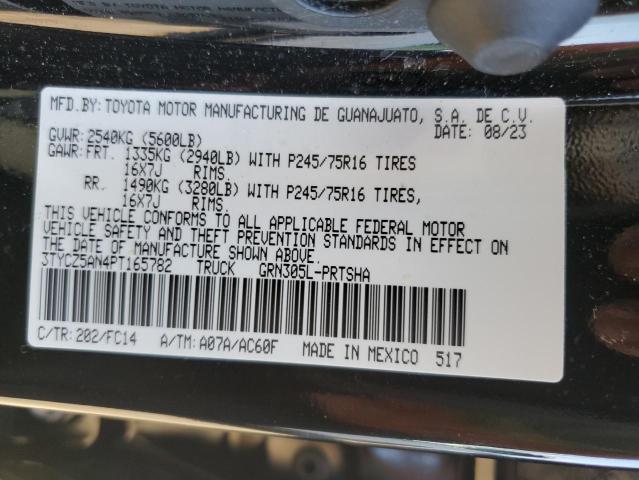 MFD.BY: TOYOTA MOTOR MANUFACTURING DE GUANAJUATO, S.A. DE C.V.
GVWR: 2540KG (5600LB) DATE: 08/23
GAWR: FRT. 1335KG (2940LB) WITH P245/75R16 TIRES
16X7J RIMS.
RR. 1490KG (3280LB) WITH P245/75R16 TIRES,
16X7J RIMS.
THIS VEHICLE CONFORMS TO ALL APPLICABLE FEDERAL MOTOR
VEHICLE SAFETY AND THEFT PREVENTION STANDARDS IN EFFECT ON
THE DATE OF MANUFACTURE SHOWN ABOVE.
3TYCZ5AN4PT165782 TRUCK GRN305L-PRTSHA
C/TR: 202/FC14 A/TM: A07A/AC60F MADE IN MEXICO 517